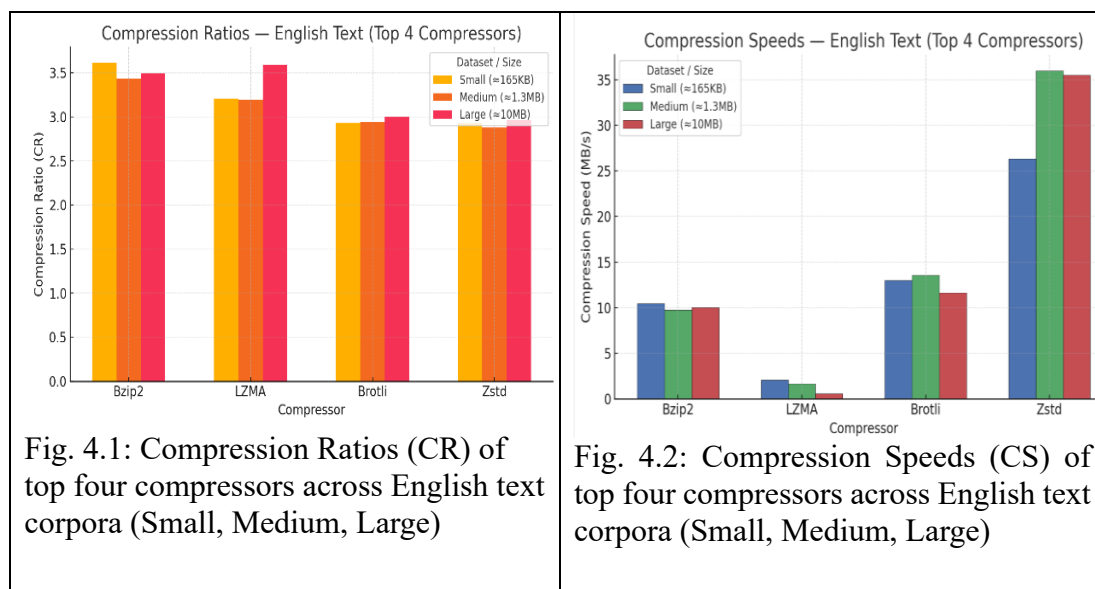 Compression Ratios — English Text (Top 4 Compressors)
Compression Ratio (CR)
3.5
3.0
2.5
2.0
1.5
1.0
0.5
0.0
Dataset / Size
Small (≈165KB)
Medium (≈1.3MB)
Large (≈10MB)
Bzip2 LZMA Brotli Zstd
Compressor
Fig. 4.1: Compression Ratios (CR) of
top four compressors across English text
corpora (Small, Medium, Large)
Compression Speeds — English Text (Top 4 Compressors)
Compression Speed (MB/s)
35
30
25
20
15
10
5
0
Dataset / Size
Small (≈165KB)
Medium (≈1.3MB)
Large (≈10MB)
Bzip2 LZMA Brotli Zstd
Compressor
Fig. 4.2: Compression Speeds (CS) of
top four compressors across English text
corpora (Small, Medium, Large)